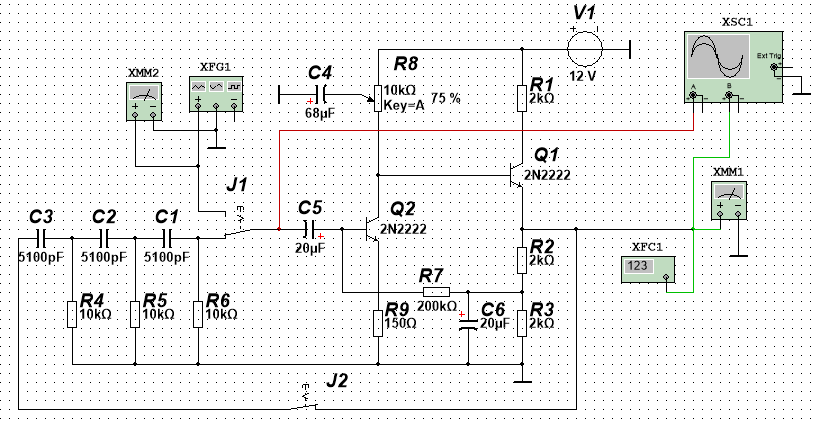 XSC1
V1
Ext Trig
R8
XFG1
XMM2
C4
R1
12 V
10kΩ
2kΩ
75 %
Key=A
A
B
68µF
Q1
XMM1
2N2222
J1
C3
C2
C1
C5
Q2
2N2222
XFC1
R2
5100pF
5100pF
5100pF
20µF
2kΩ
123
R7
R4
R5
R6
200kΩ
C6
R9
R3
10kΩ
10kΩ
10kΩ
150Ω
20µF
2kΩ
J2